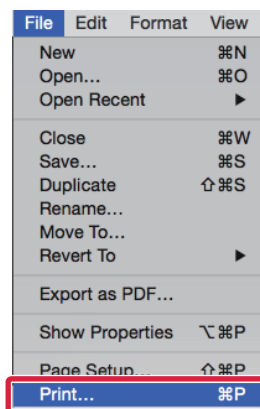 File Edit Format View
New ⌘N
Open... ⌘O
Open Recent ▶
Close ⌘W
Save... ⌘S
Duplicate ⇧⌘S
Rename...
Move To...
Revert To ▶
Export as PDF...
Show Properties ⌥⌘P
Page Setup... ⇧⌘P
Print... ⌘P